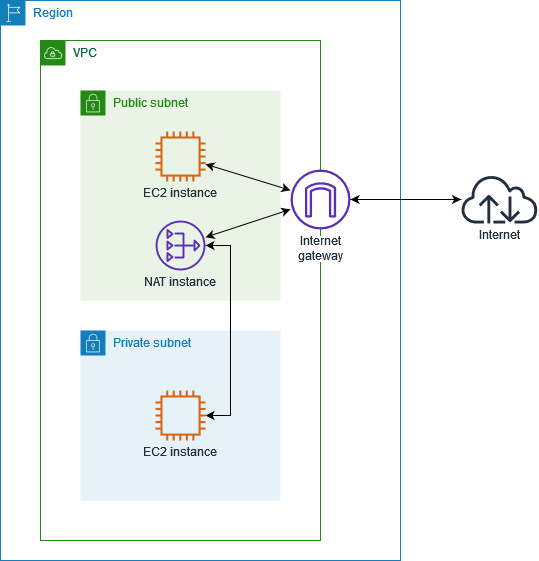 Region
VPC
Public subnet
EC2 instance
NAT instance
Internet
gateway
Internet
Private subnet
EC2 instance